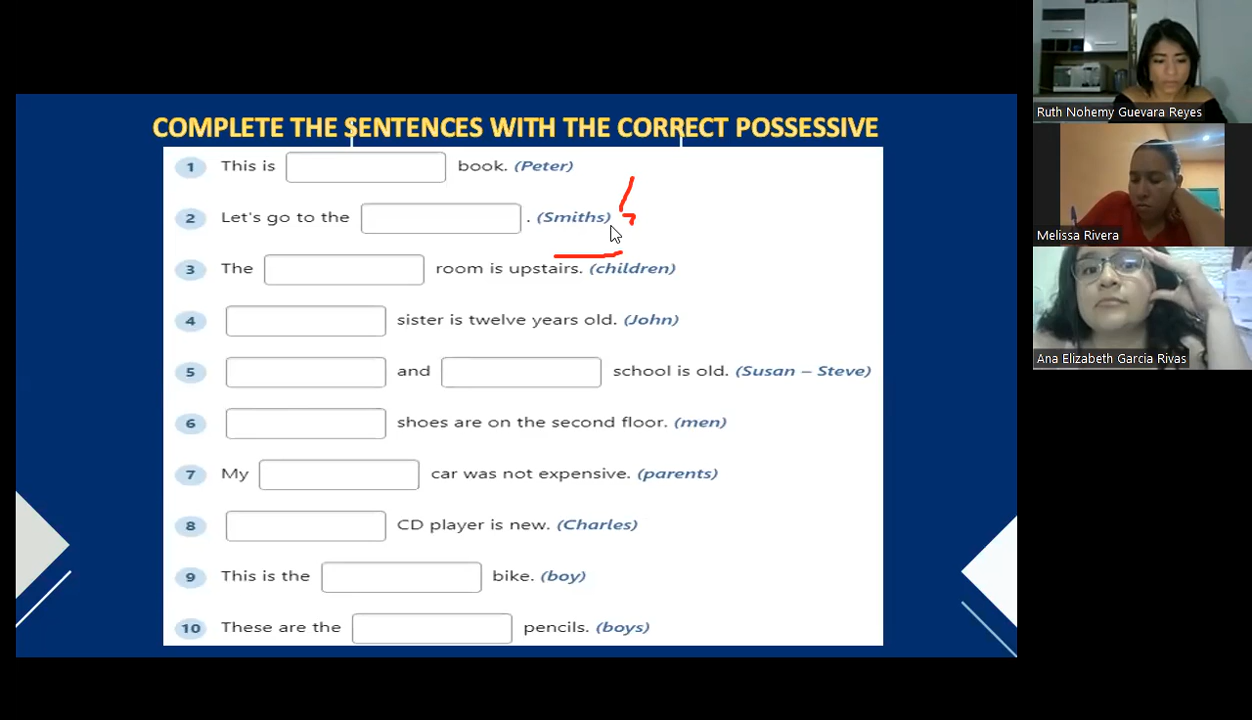 COMPLETE THE SENTENCES WITH THE CORRECT POSSESSIVE
1 This is book. (Peter)
2 Let's go to the . (Smiths)
3 The room is upstairs. (children)
4 sister is twelve years old. (John)
5 and school is old. (Susan – Steve)
6 shoes are on the second floor. (men)
7 My car was not expensive. (parents)
8 CD player is new. (Charles)
9 This is the bike. (boy)
10 These are the pencils. (boys)
Ruth Nohemy Guevara Reyes
Melissa Rivera
Ana Elizabeth Garcia Rivas